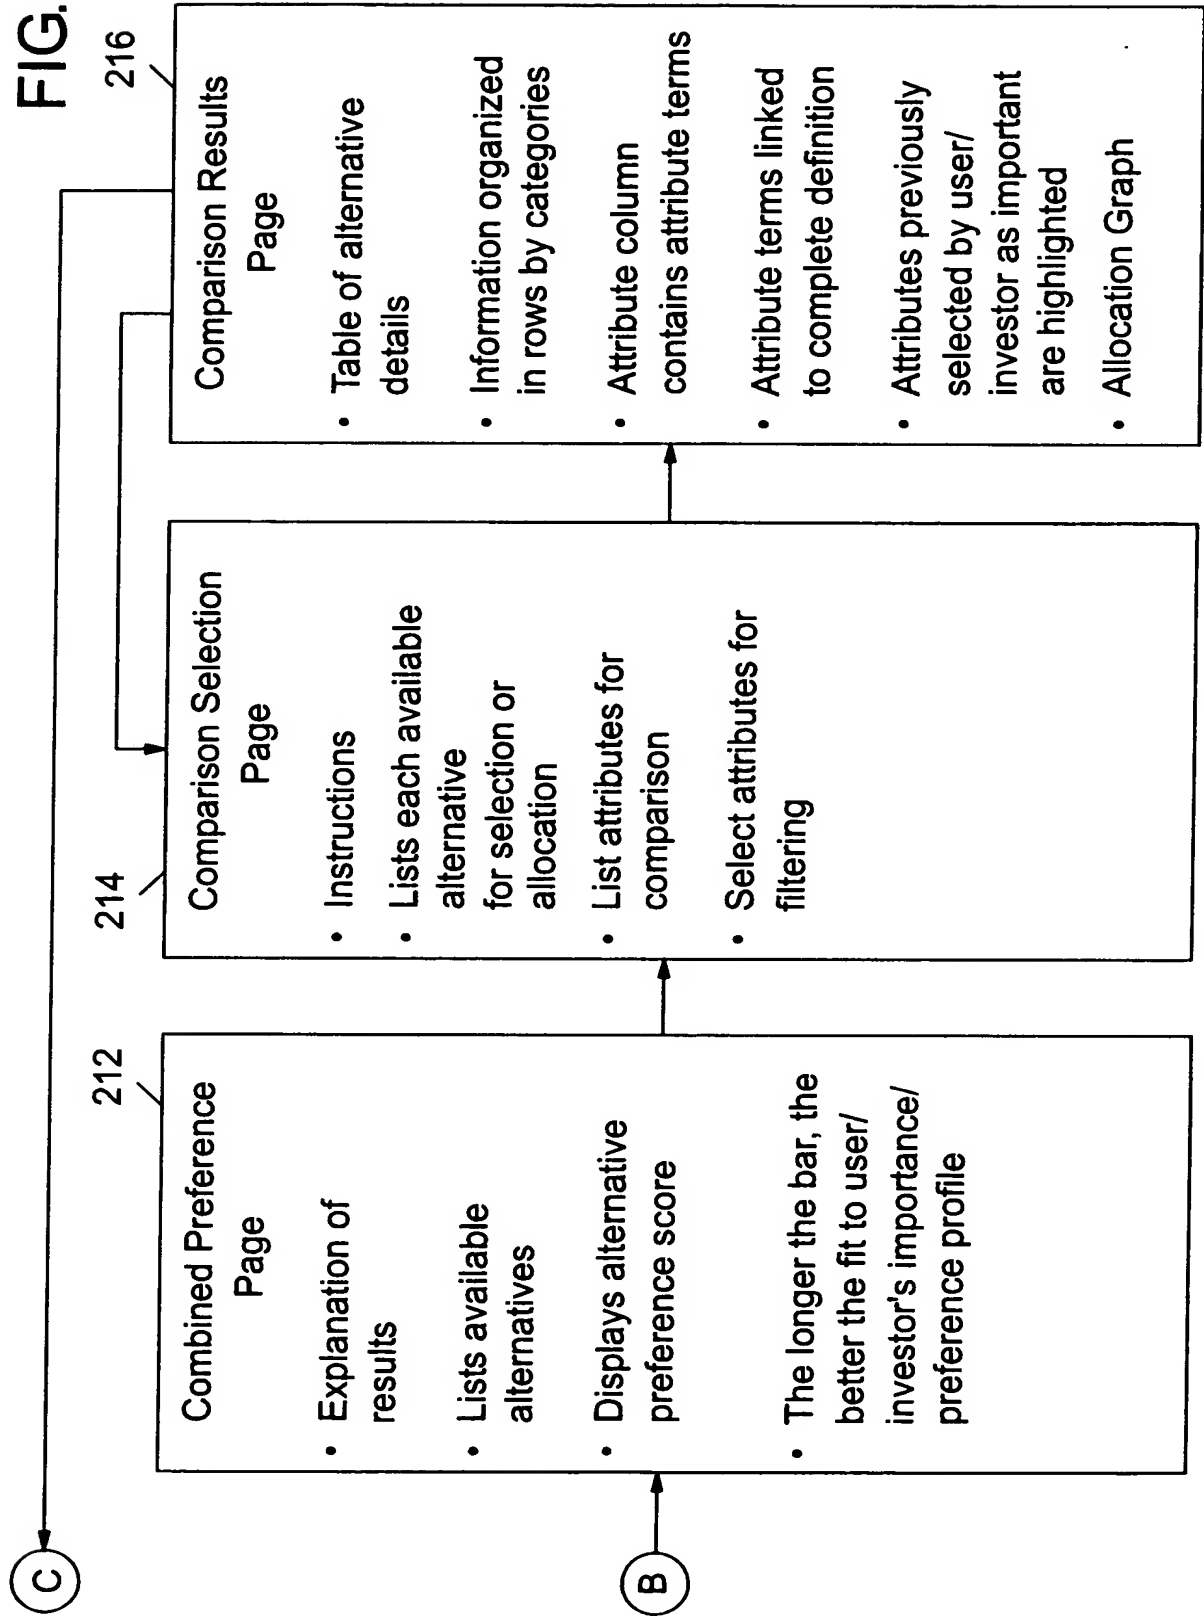 FIG.
C
B
212
Combined Preference
Page
• Explanation of
results
• Lists available
alternatives
• Displays alternative
preference score
• The longer the bar, the
better the fit to user/
investor's importance/
preference profile
214
Comparison Selection
Page
• Instructions
• Lists each available
alternative
for selection or
allocation
• List attributes for
comparison
• Select attributes for
filtering
216
Comparison Results
Page
• Table of alternative
details
• Information organized
in rows by categories
• Attribute column
contains attribute terms
• Attribute terms linked
to complete definition
• Attributes previously
selected by user/
investor as important
are highlighted
• Allocation Graph